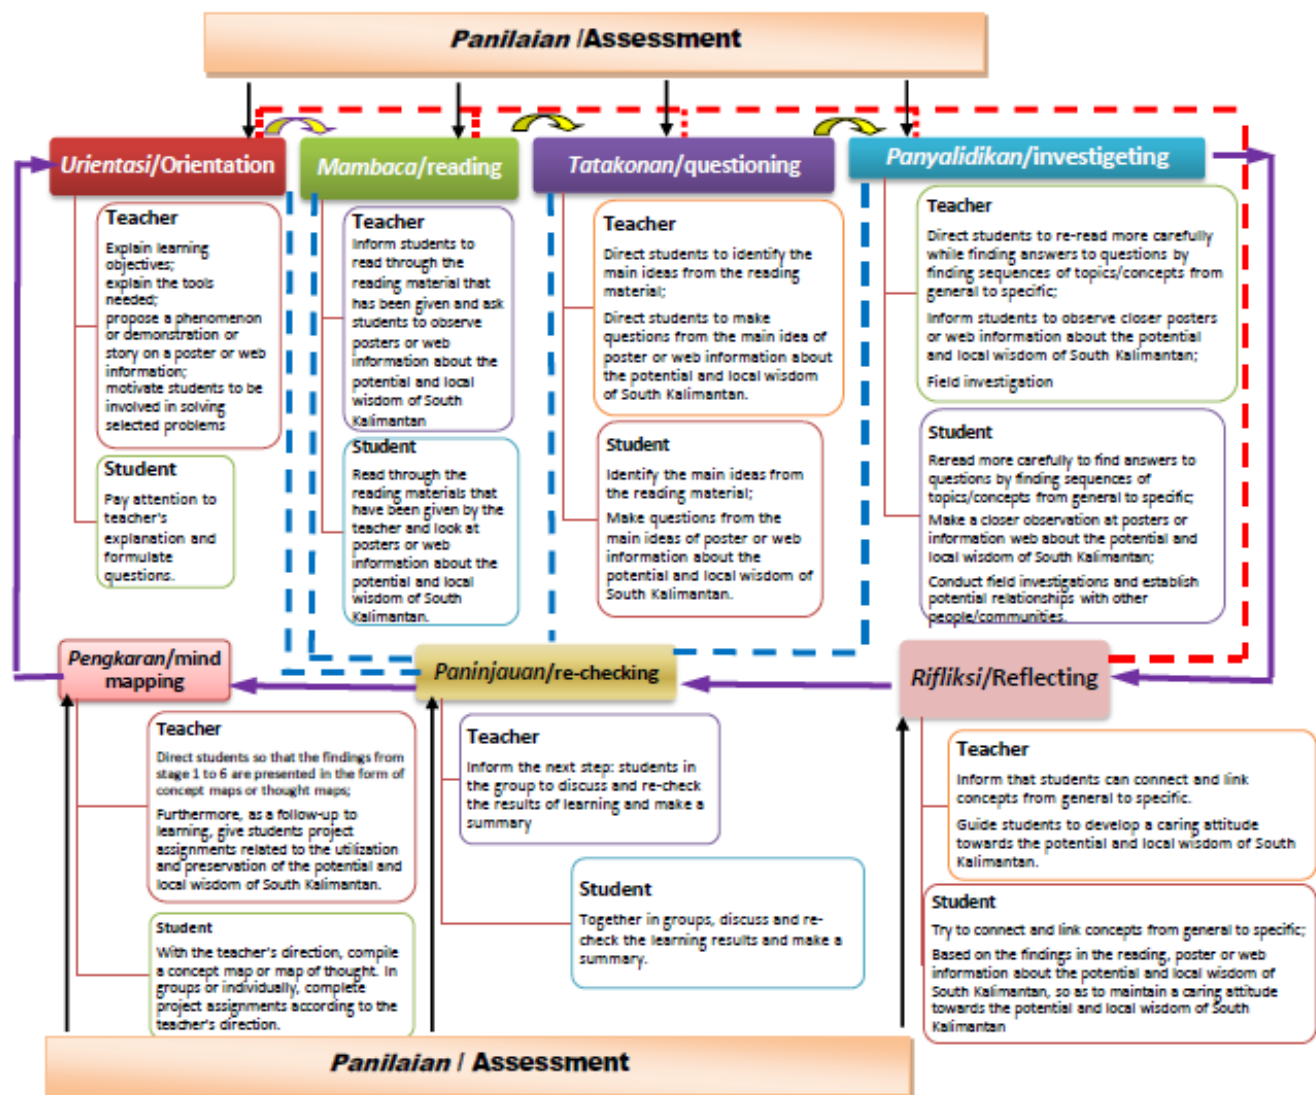 Panilaian /Assessment
Urientasi/Orientation
Teacher
Explain learning
objectives;
explain the tools
needed;
propose a phenomenon
or demonstration or
story on a poster or web
information;
motivate students to be
involved in solving
selected problems
Student
Pay attention to
teacher's
explanation and
formulate
questions.
Mambaca/reading
Teacher
Inform students to
read through the
reading material that
has been given and ask
students to observe
posters or web
information about the
potential and local
wisdom of South
Kalimantan
Student
Read through the
reading materials that
have been given by the
teacher and look at
posters or web
information about the
potential and local
wisdom of South
Kalimantan.
Tatakonan/questioning
Teacher
Direct students to identify the
main ideas from the reading
material;
Direct students to make
questions from the main idea of
poster or web information about
the potential and local wisdom
of South Kalimantan.
Student
Identify the main ideas from
the reading material;
Make questions from the
main ideas of poster or web
information about the
potential and local wisdom of
South Kalimantan.
Panyalidikan/investigeting
Teacher
Direct students to re-read more carefully
while finding answers to questions by
finding sequences of topics/concepts from
general to specific;
Inform students to observe closer posters
or web information about the potential
and local wisdom of South Kalimantan;
Field investigation
Student
Reread more carefully to find answers to
questions by finding sequences of
topics/concepts from general to specific;
Make a closer observation at posters or
information web about the potential and
local wisdom of South Kalimantan;
Conduct field investigations and establish
potential relationships with other
people/communities.
Pengkaran/mind
mapping
Teacher
Direct students so that the findings from
stage 1 to 6 are presented in the form of
concept maps or thought maps;
Furthermore, as a follow-up to
learning, give students project
assignments related to the utilization
and preservation of the potential and
local wisdom of South Kalimantan.
Student
With the teacher's direction, compile
a concept map or map of thought. In
groups or individually, complete
project assignments according to the
teacher's direction.
Paninjauan/re-checking
Teacher
Inform the next step: students in
the group to discuss and re-check
the results of learning and make a
summary
Student
Together in groups, discuss and re-
check the learning results and make a
summary.
Rifliksi/Reflecting
Teacher
Inform that students can connect and link
concepts from general to specific.
Guide students to develop a caring attitude
towards the potential and local wisdom of South
Kalimantan.
Student
Try to connect and link concepts from general to specific;
Based on the findings in the reading, poster or web
information about the potential and local wisdom of
South Kalimantan, so as to maintain a caring attitude
towards the potential and local wisdom of South
Kalimantan
Panilaian / Assessment